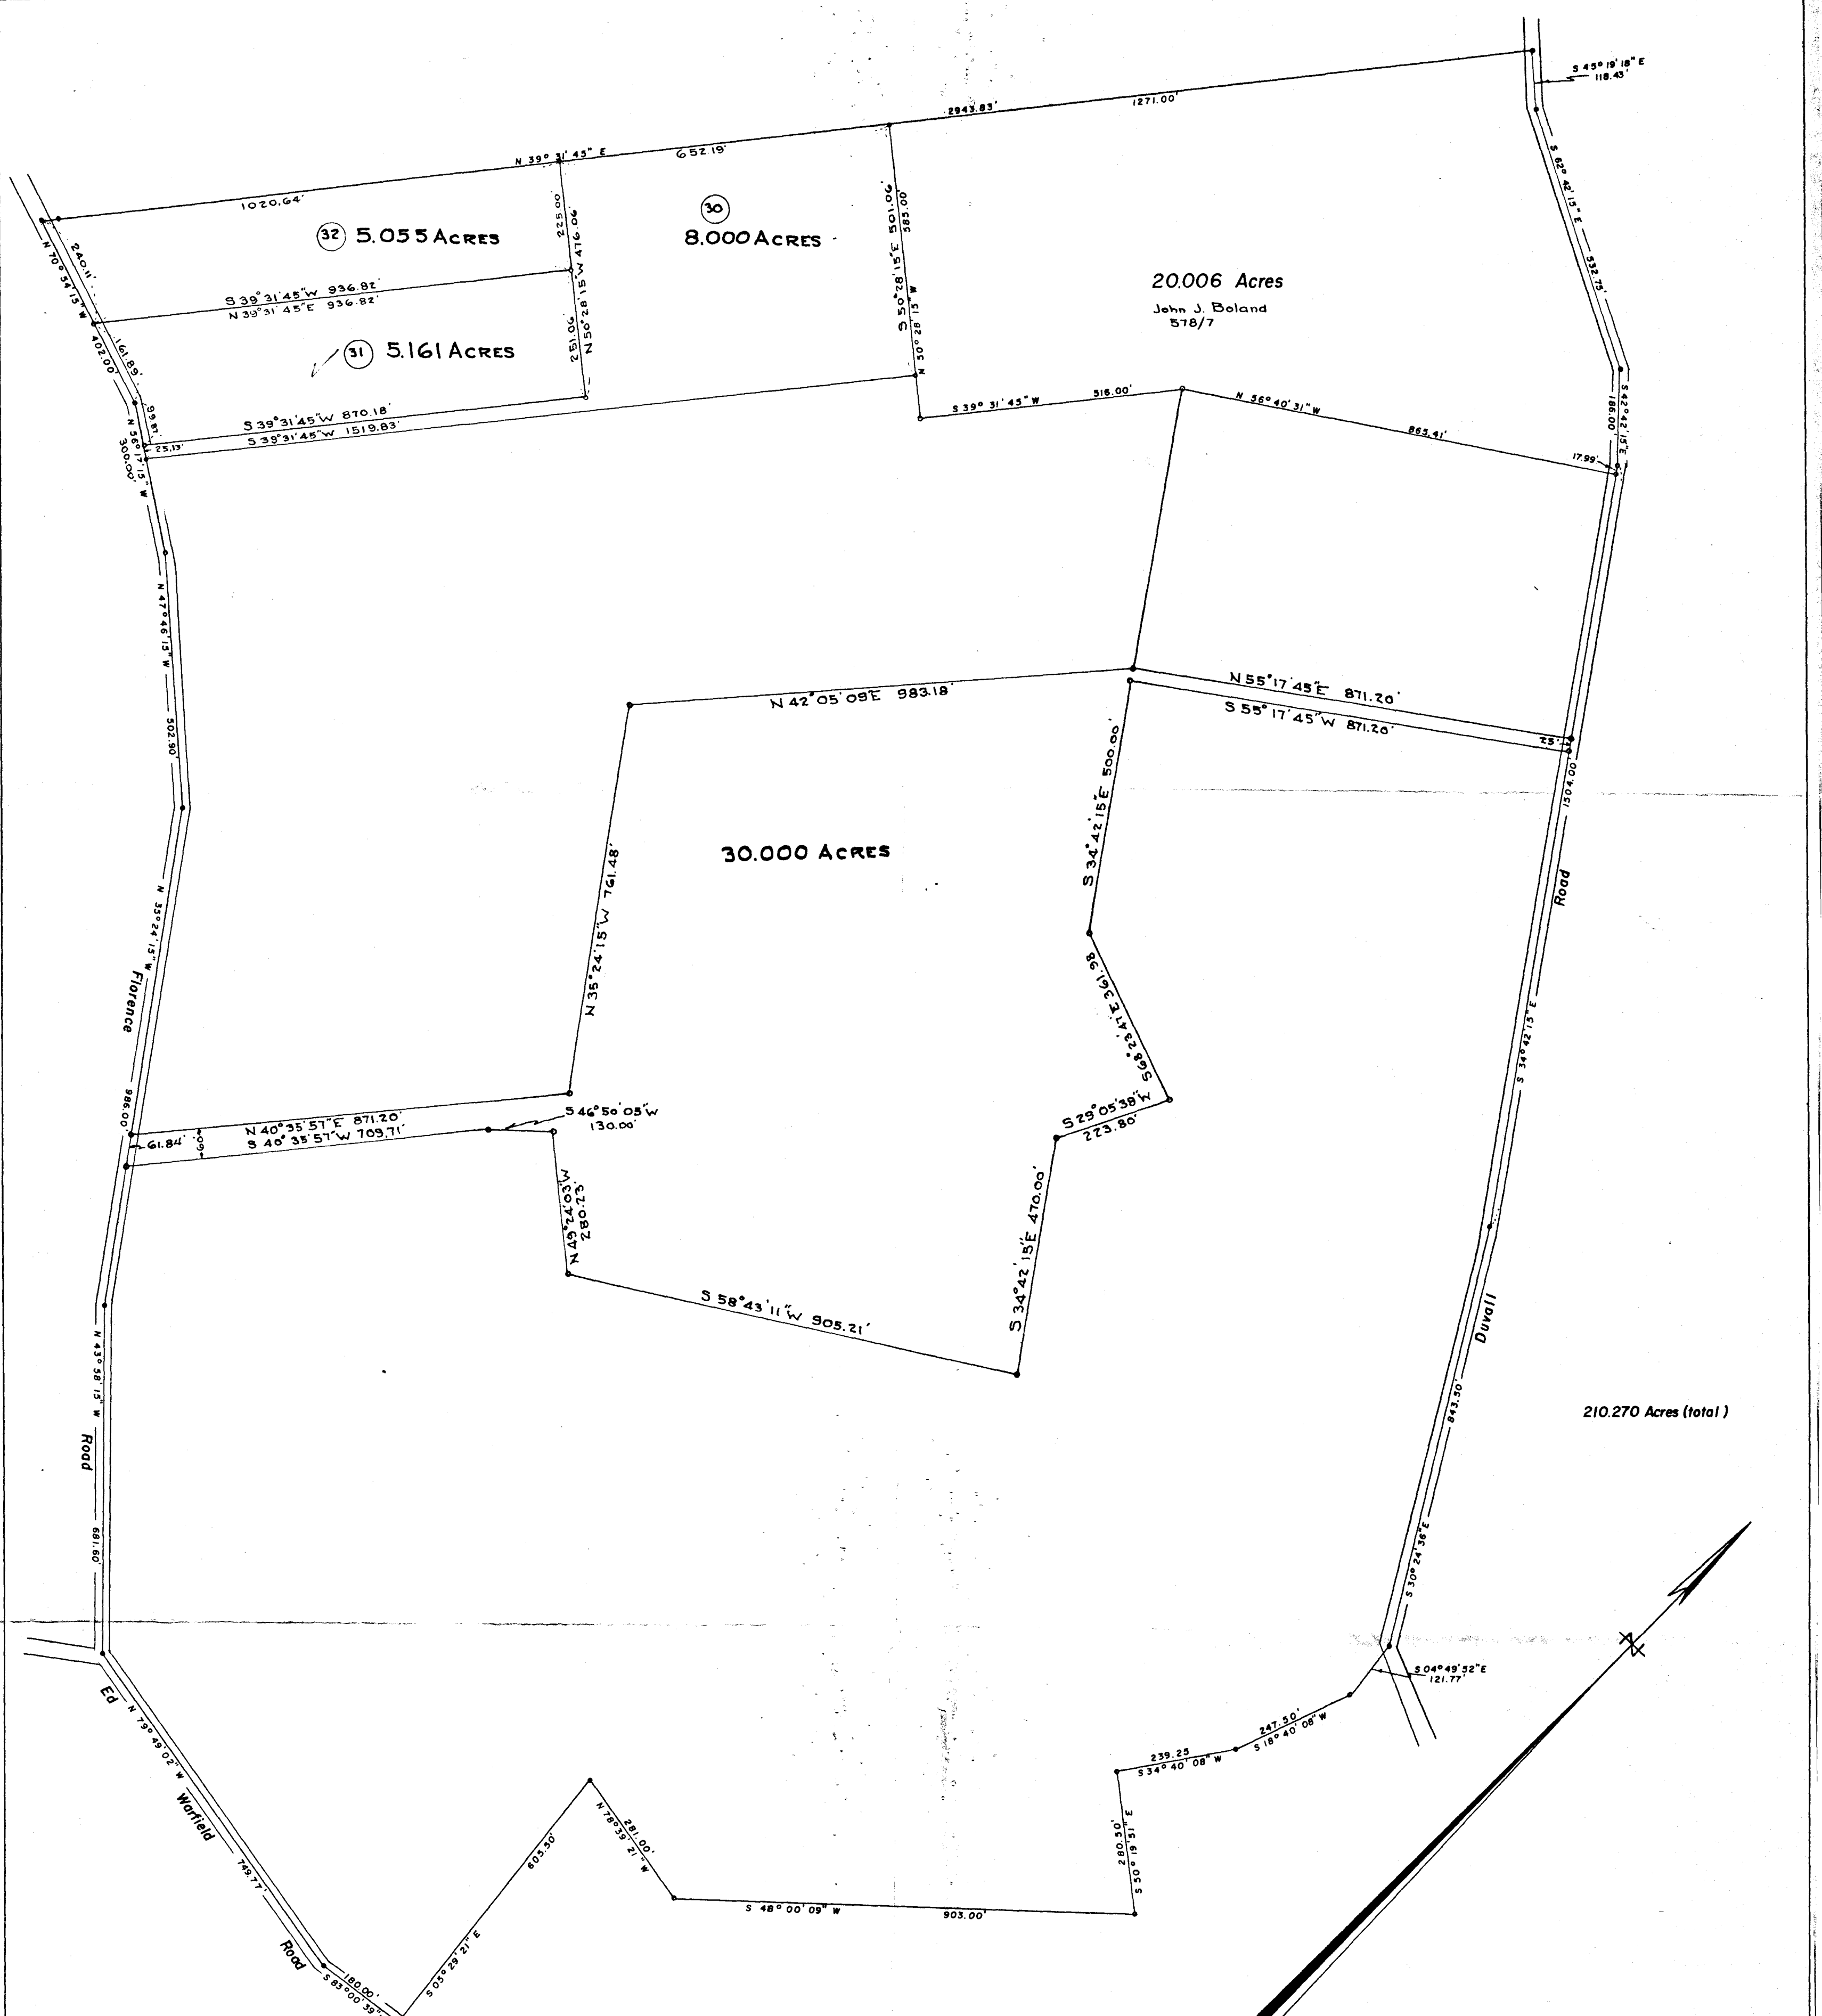 S 45° 19' 18" E
118.43'
2943.83'
1271.00'
N 39° 31' 45" E
652.19'
1020.64'
S 62° 42' 15" E
532.75'
N 70° 54' 15" W
240.11'
402.00'
161.89'
32 5.055 ACRES
225.00'
N 50° 28' 15" W 476.06'
251.06'
30
8.000 ACRES
S 50° 28' 15" E 501.06'
585.00'
N 50° 28' 15" W
20.006 Acres
John J. Boland
578/7
S 39° 31' 45" W 936.82'
N 39° 31' 45" E 936.82'
31 5.161 ACRES
S 39° 31' 45" W 870.18'
S 39° 31' 45" W 1519.83'
99.87'
25.13'
N 56° 17' 15" W
300.00'
S 39° 31' 45" W 516.00'
N 56° 40' 31" W
865.41'
17.99'
S 42° 42' 15" E
186.00'
N 47° 46' 15" W
502.90'
N 42° 05' 09" E 983.18'
N 55° 17' 45" E 871.20'
S 55° 17' 45" W 871.20'
25'
1504.00'
S 34° 42' 15" E 500.00'
30.000 ACRES
N 35° 24' 15" W 761.48'
N 35° 24' 15" W
Florence
986.00'
Road
S 34° 42' 15" E
S 68° 23' 47" E 361.98
S 29° 05' 38" W
223.80'
N 40° 35' 57" E 871.20'
S 40° 35' 57" W 709.71'
61.84'
60'
S 46° 50' 05" W
130.00'
N 49° 24' 03" W
280.23'
S 34° 42' 15" E 470.00'
S 58° 43' 11" W 905.21'
N 43° 58' 15" W
Road
681.60'
Duvall
843.50'
S 30° 24' 36" E
210.270 Acres (total)
N
S 04° 49' 52" E
121.77'
247.50'
S 18° 40' 08" W
239.25
S 34° 40' 08" W
280.50'
S 50° 19' 51" E
Ed
N 79° 49' 02" W
Warfield
749.77'
Road
180.00'
S 83° 00' 39"
605.50'
S 05° 29' 21" E
281.00'
N 78° 39' 21" W
S 48° 00' 09" W
903.00'